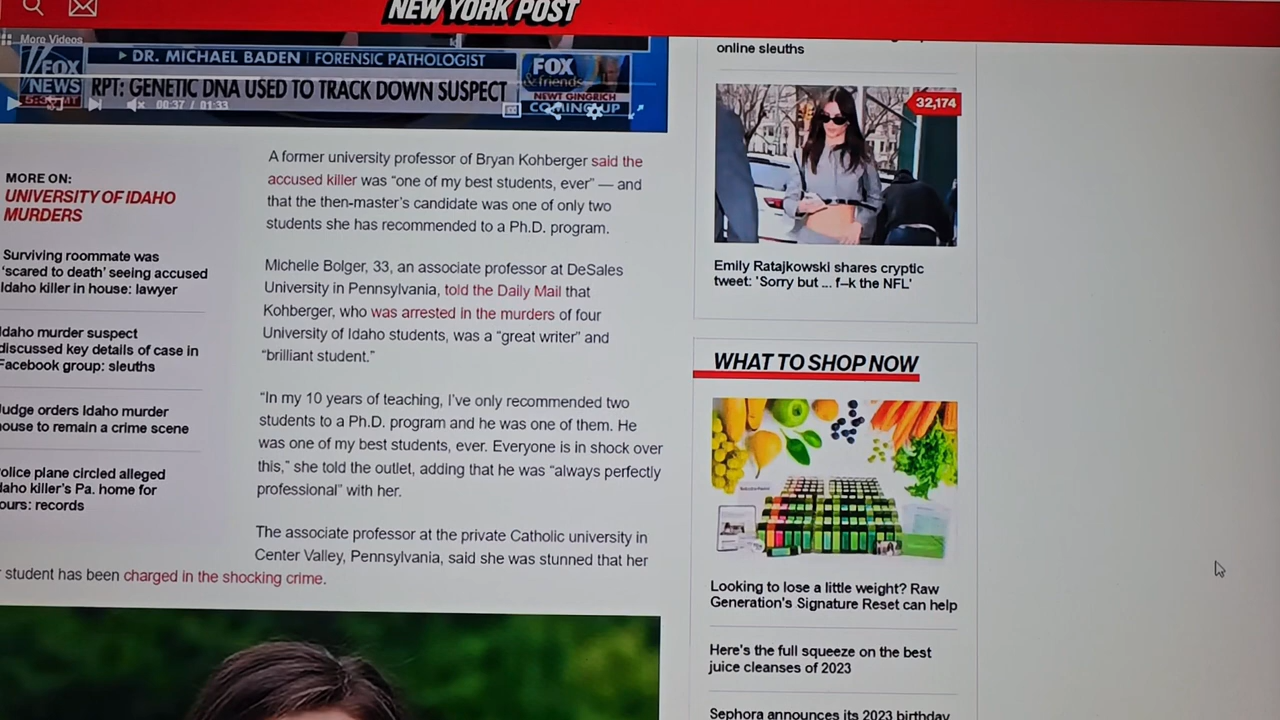 NEW YORK POST
More Videos
FOX
NEWS
DR. MICHAEL BADEN | FORENSIC PATHOLOGIST
RPT: GENETIC DNA USED TO TRACK DOWN SUSPECT
FOX
& friends
NEWT GINGRICH
COMING UP
00:37 / 01:33
MORE ON:
UNIVERSITY OF IDAHO
MURDERS
Surviving roommate was
'scared to death' seeing accused
Idaho killer in house: lawyer
Idaho murder suspect
discussed key details of case in
Facebook group: sleuths
Judge orders Idaho murder
house to remain a crime scene
olice plane circled alleged
daho killer's Pa. home for
ours: records
A former university professor of Bryan Kohberger said the
accused killer was “one of my best students, ever” — and
that the then-master's candidate was one of only two
students she has recommended to a Ph.D. program.
Michelle Bolger, 33, an associate professor at DeSales
University in Pennsylvania, told the Daily Mail that
Kohberger, who was arrested in the murders of four
University of Idaho students, was a “great writer” and
“brilliant student.”
“In my 10 years of teaching, I've only recommended two
students to a Ph.D. program and he was one of them. He
was one of my best students, ever. Everyone is in shock over
this,” she told the outlet, adding that he was “always perfectly
professional” with her.
The associate professor at the private Catholic university in
Center Valley, Pennsylvania, said she was stunned that her
student has been charged in the shocking crime.
online sleuths
32,174
Emily Ratajkowski shares cryptic
tweet: 'Sorry but ... f–k the NFL'
WHAT TO SHOP NOW
Looking to lose a little weight? Raw
Generation's Signature Reset can help
Here's the full squeeze on the best
juice cleanses of 2023
Sephora announces its 2023 birthday